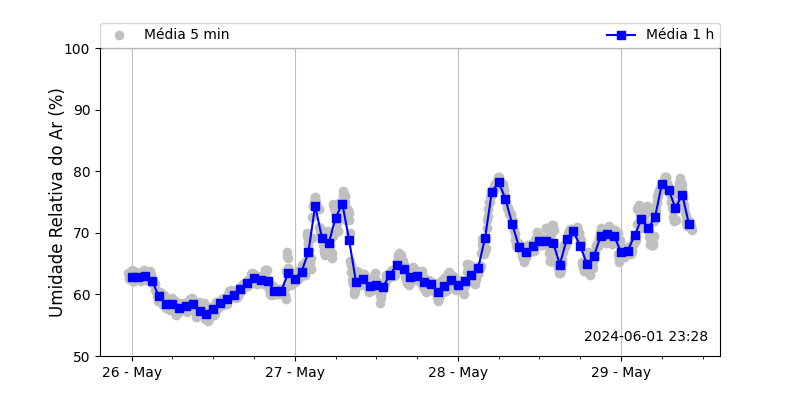 Média 5 min
Média 1 h
Umidade Relativa do Ar (%)
100
90
80
70
60
50
2024-06-01 23:28
26 - May
27 - May
28 - May
29 - May